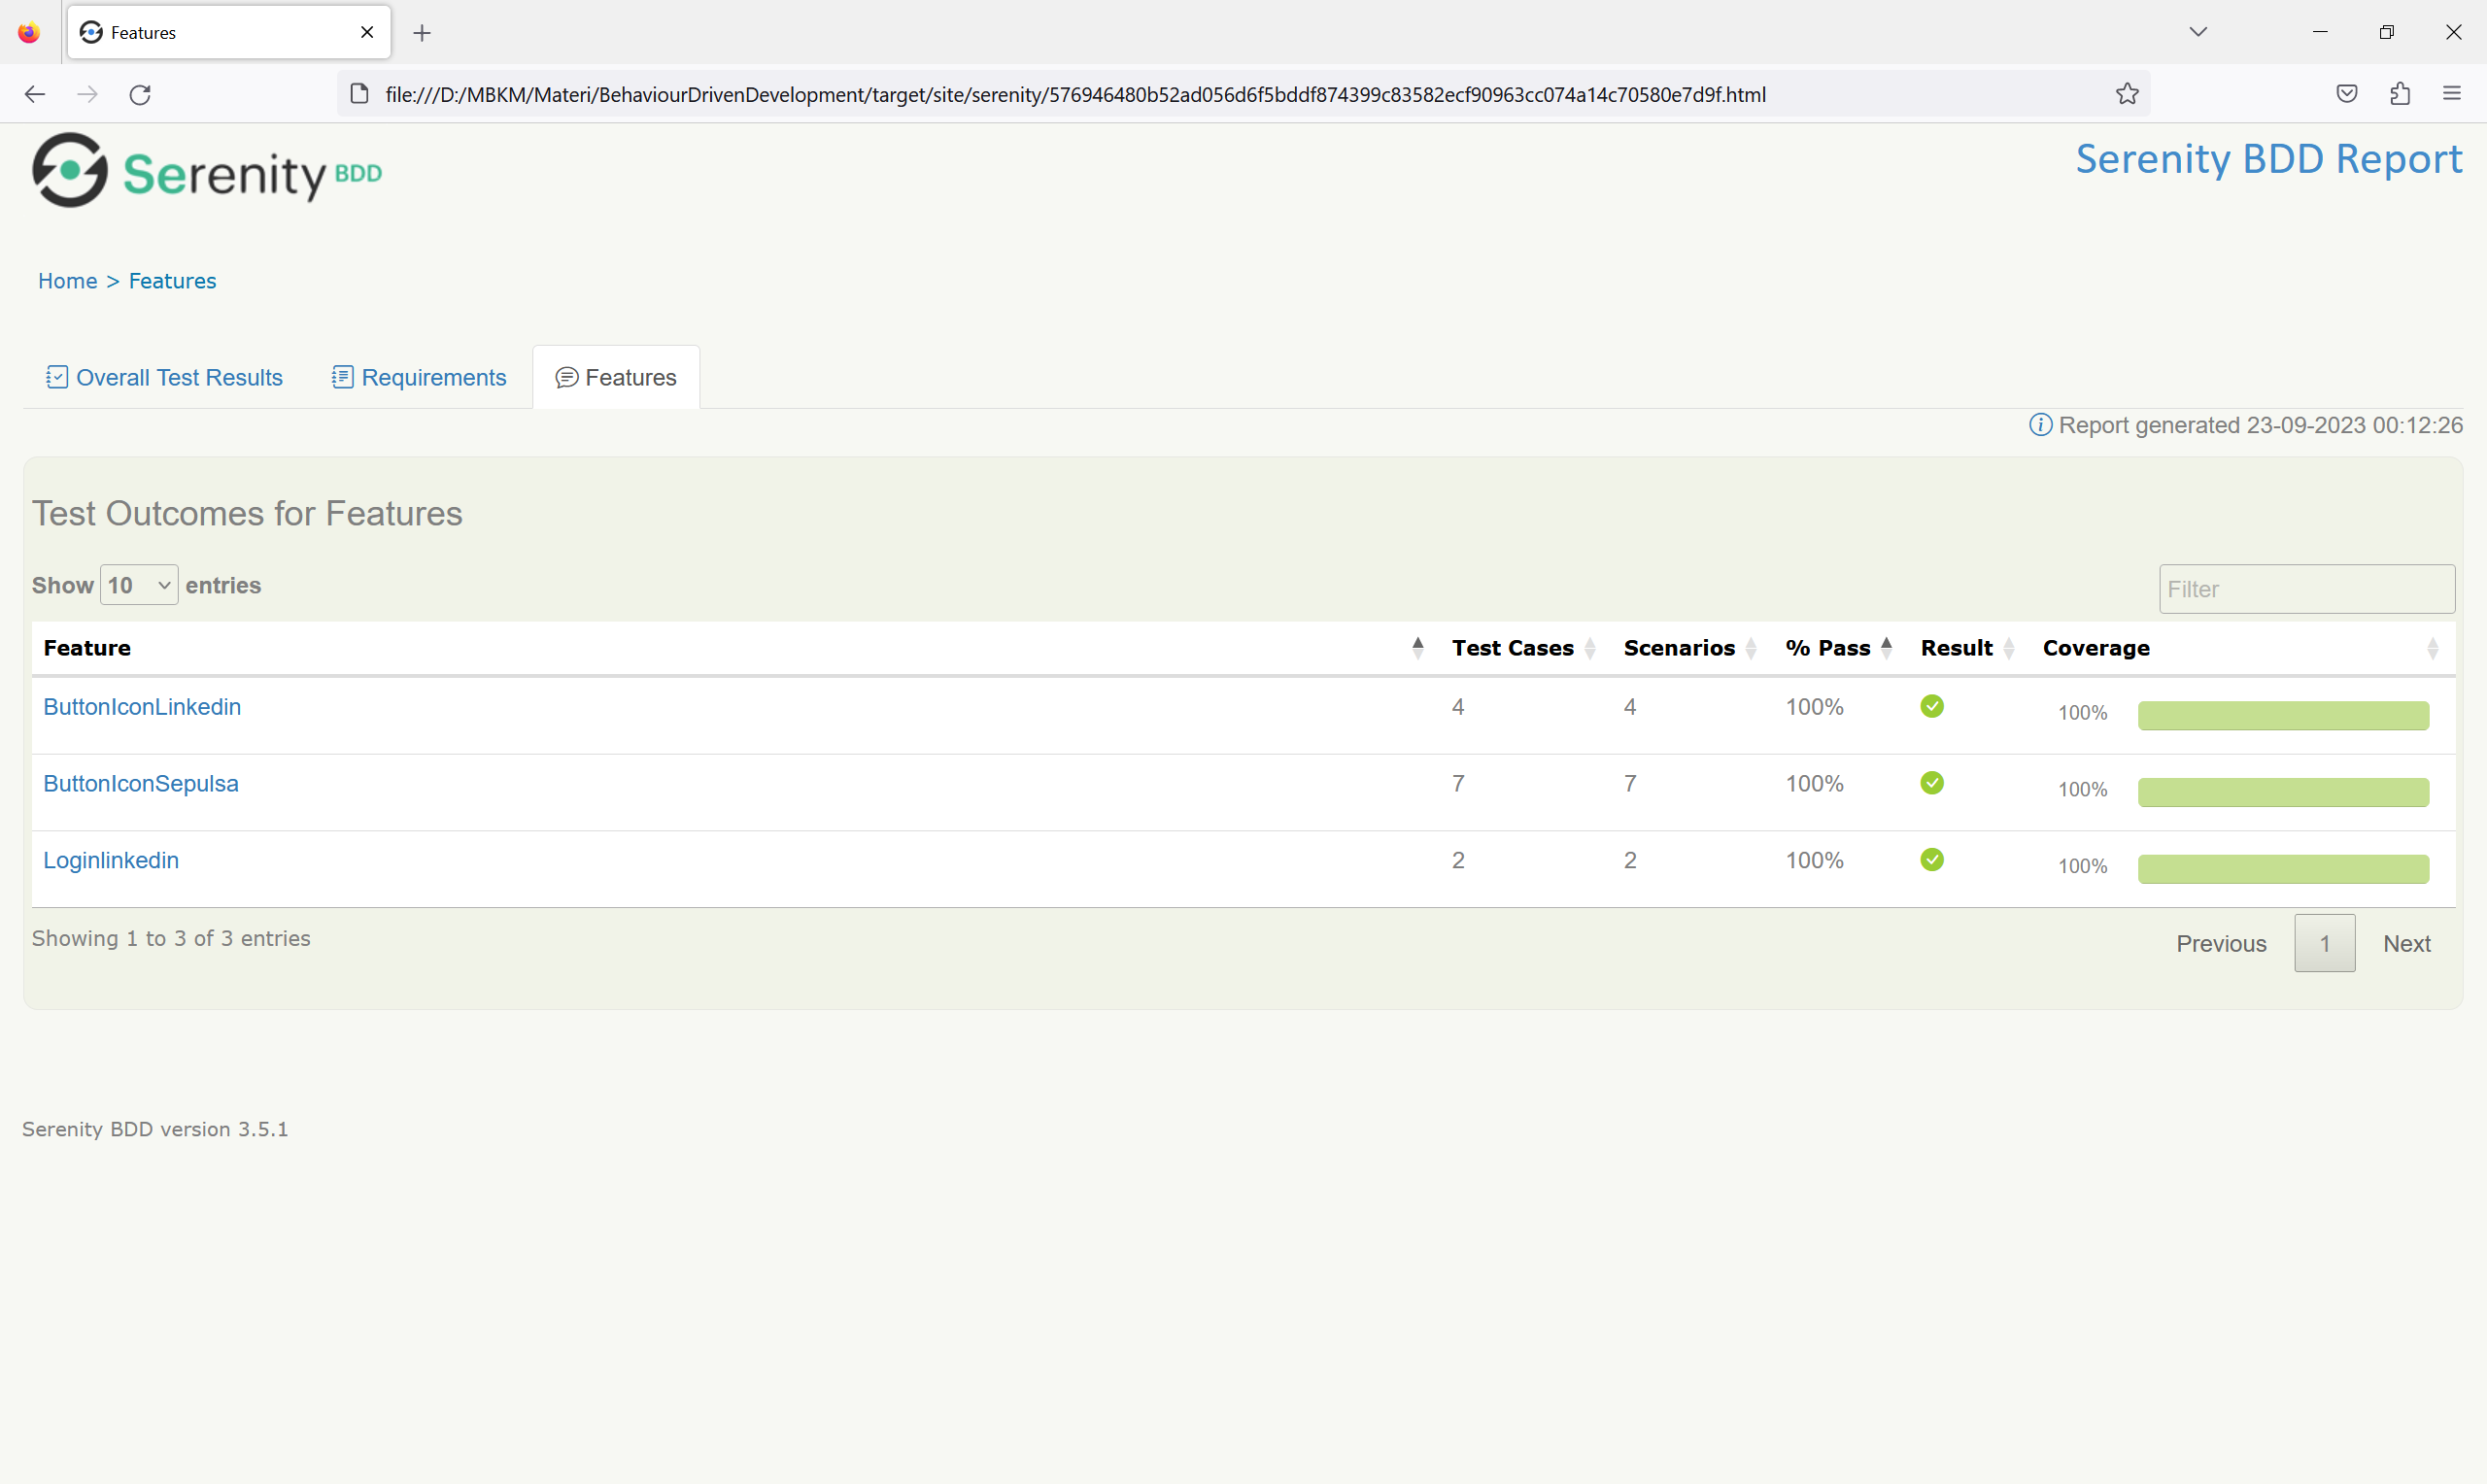 Features
file:///D:/MBKM/Materi/BehaviourDrivenDevelopment/target/site/serenity/576946480b52ad056d6f5bddf874399c83582ecf90963cc074a14c70580e7d9f.html
Serenity BDD
Serenity BDD Report
Home > Features
Overall Test Results Requirements Features
Report generated 23-09-2023 00:12:26
Test Outcomes for Features
Show 10 entries
Filter
Feature Test Cases Scenarios % Pass Result Coverage
ButtonIconLinkedin 4 4 100% 100%
ButtonIconSepulsa 7 7 100% 100%
Loginlinkedin 2 2 100% 100%
Showing 1 to 3 of 3 entries
Previous 1 Next
Serenity BDD version 3.5.1